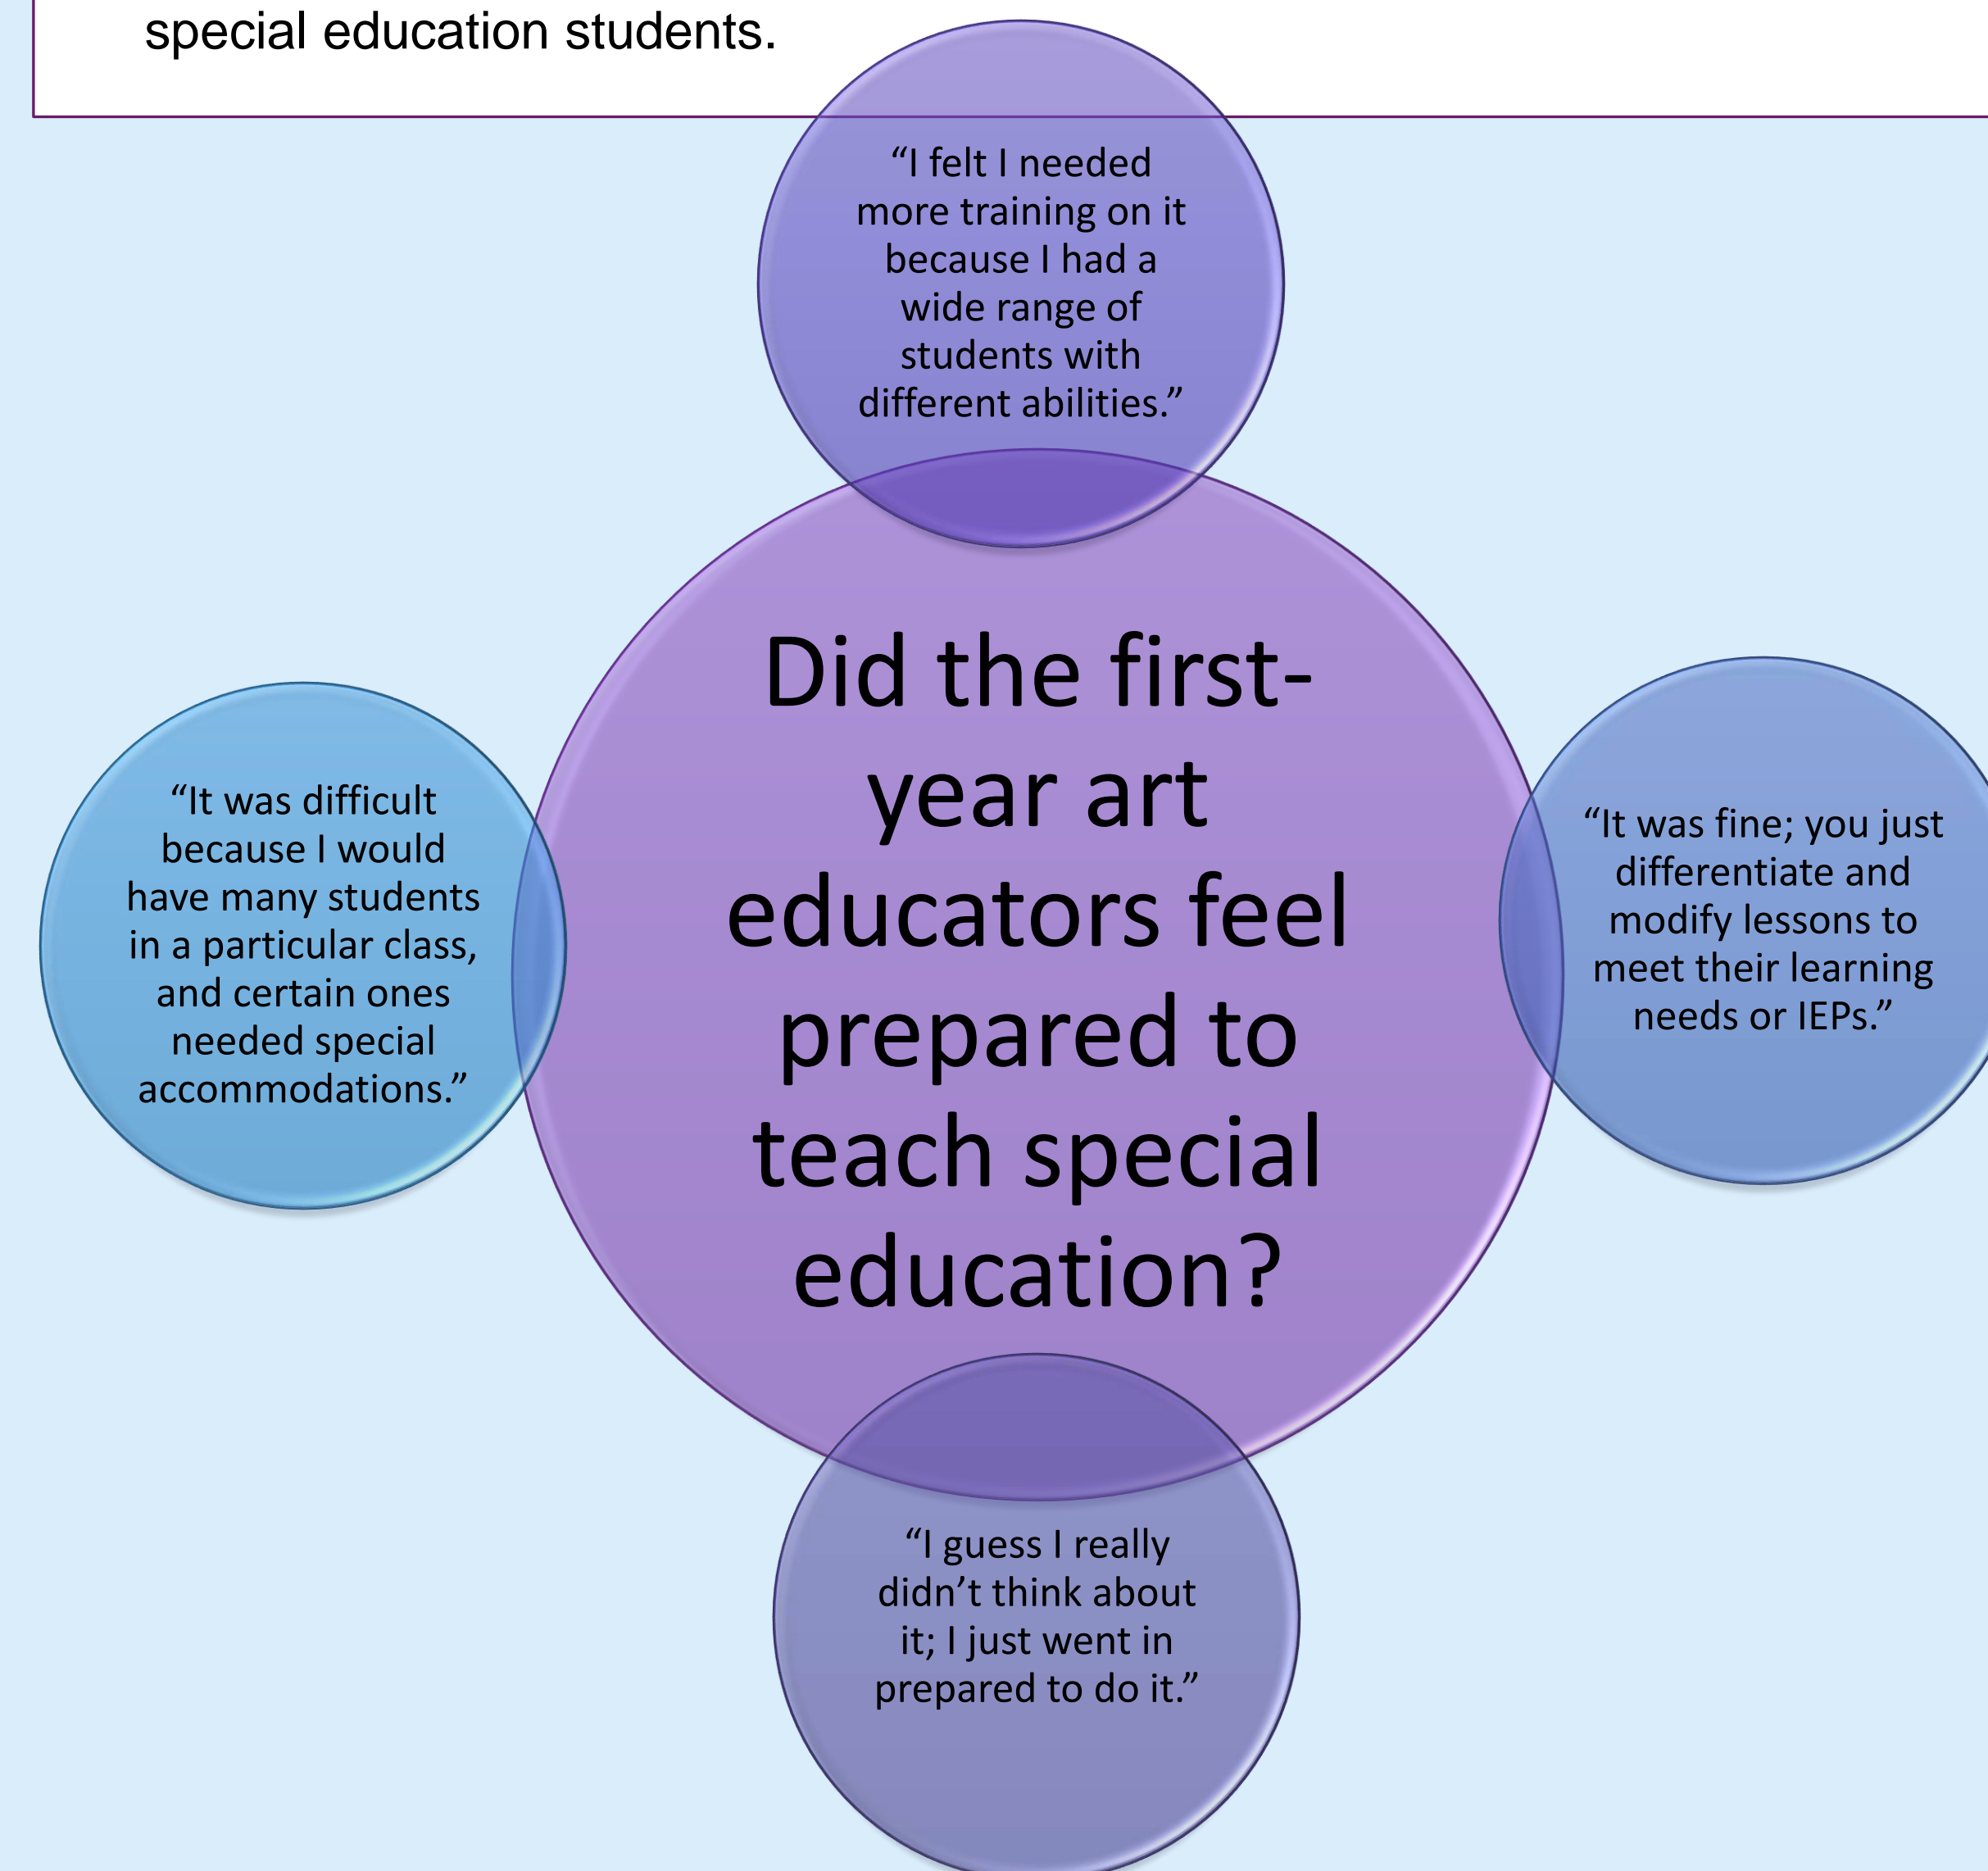 special education students.
“I felt I needed
more training on it
because I had a
wide range of
students with
different abilities.”
Did the first-
year art
educators feel
prepared to
teach special
education?
“It was difficult
because I would
have many students
in a particular class,
and certain ones
needed special
accommodations.”
“It was fine; you just
differentiate and
modify lessons to
meet their learning
needs or IEPs.”
“I guess I really
didn’t think about
it; I just went in
prepared to do it.”